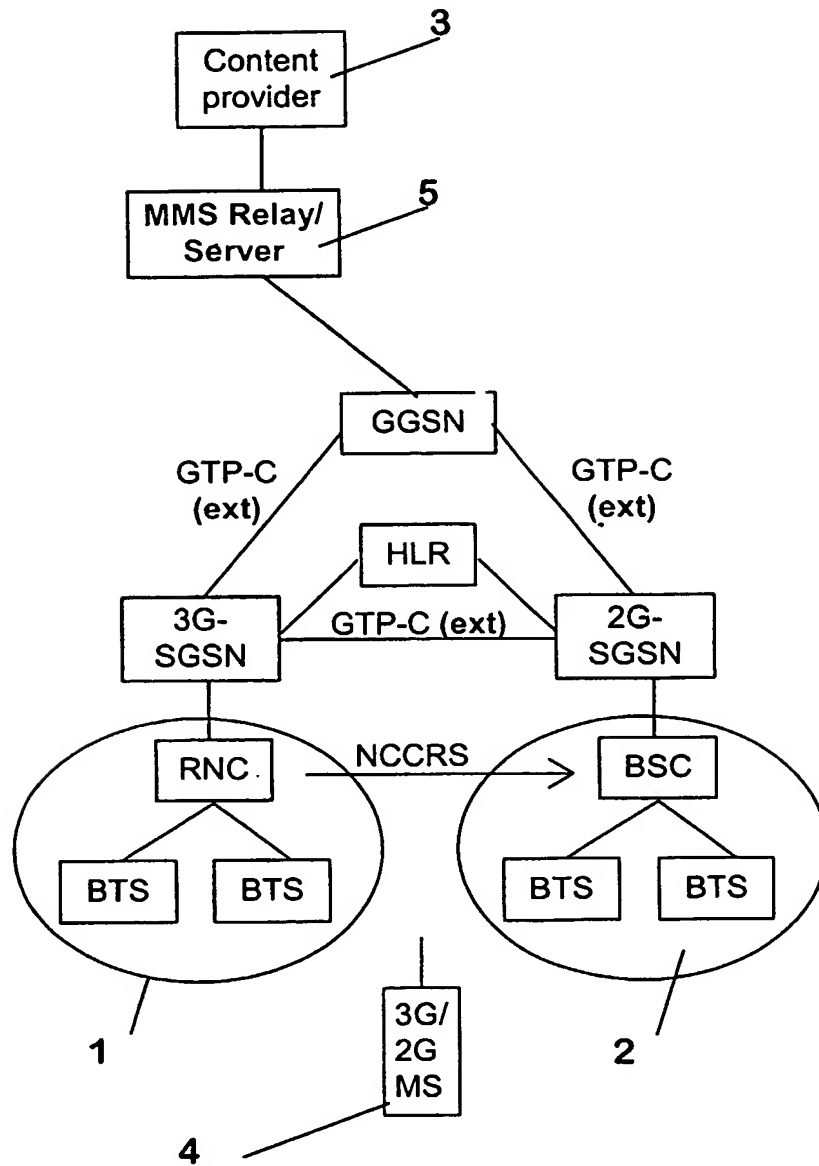 3
Content
provider
5
MMS Relay/
Server
GGSN
GTP-C
(ext)
GTP-C
(ext)
HLR
3G-
SGSN
GTP-C (ext)
2G-
SGSN
RNC
NCCRS
BSC
BTS
BTS
BTS
BTS
1
3G/
2G
MS
2
4